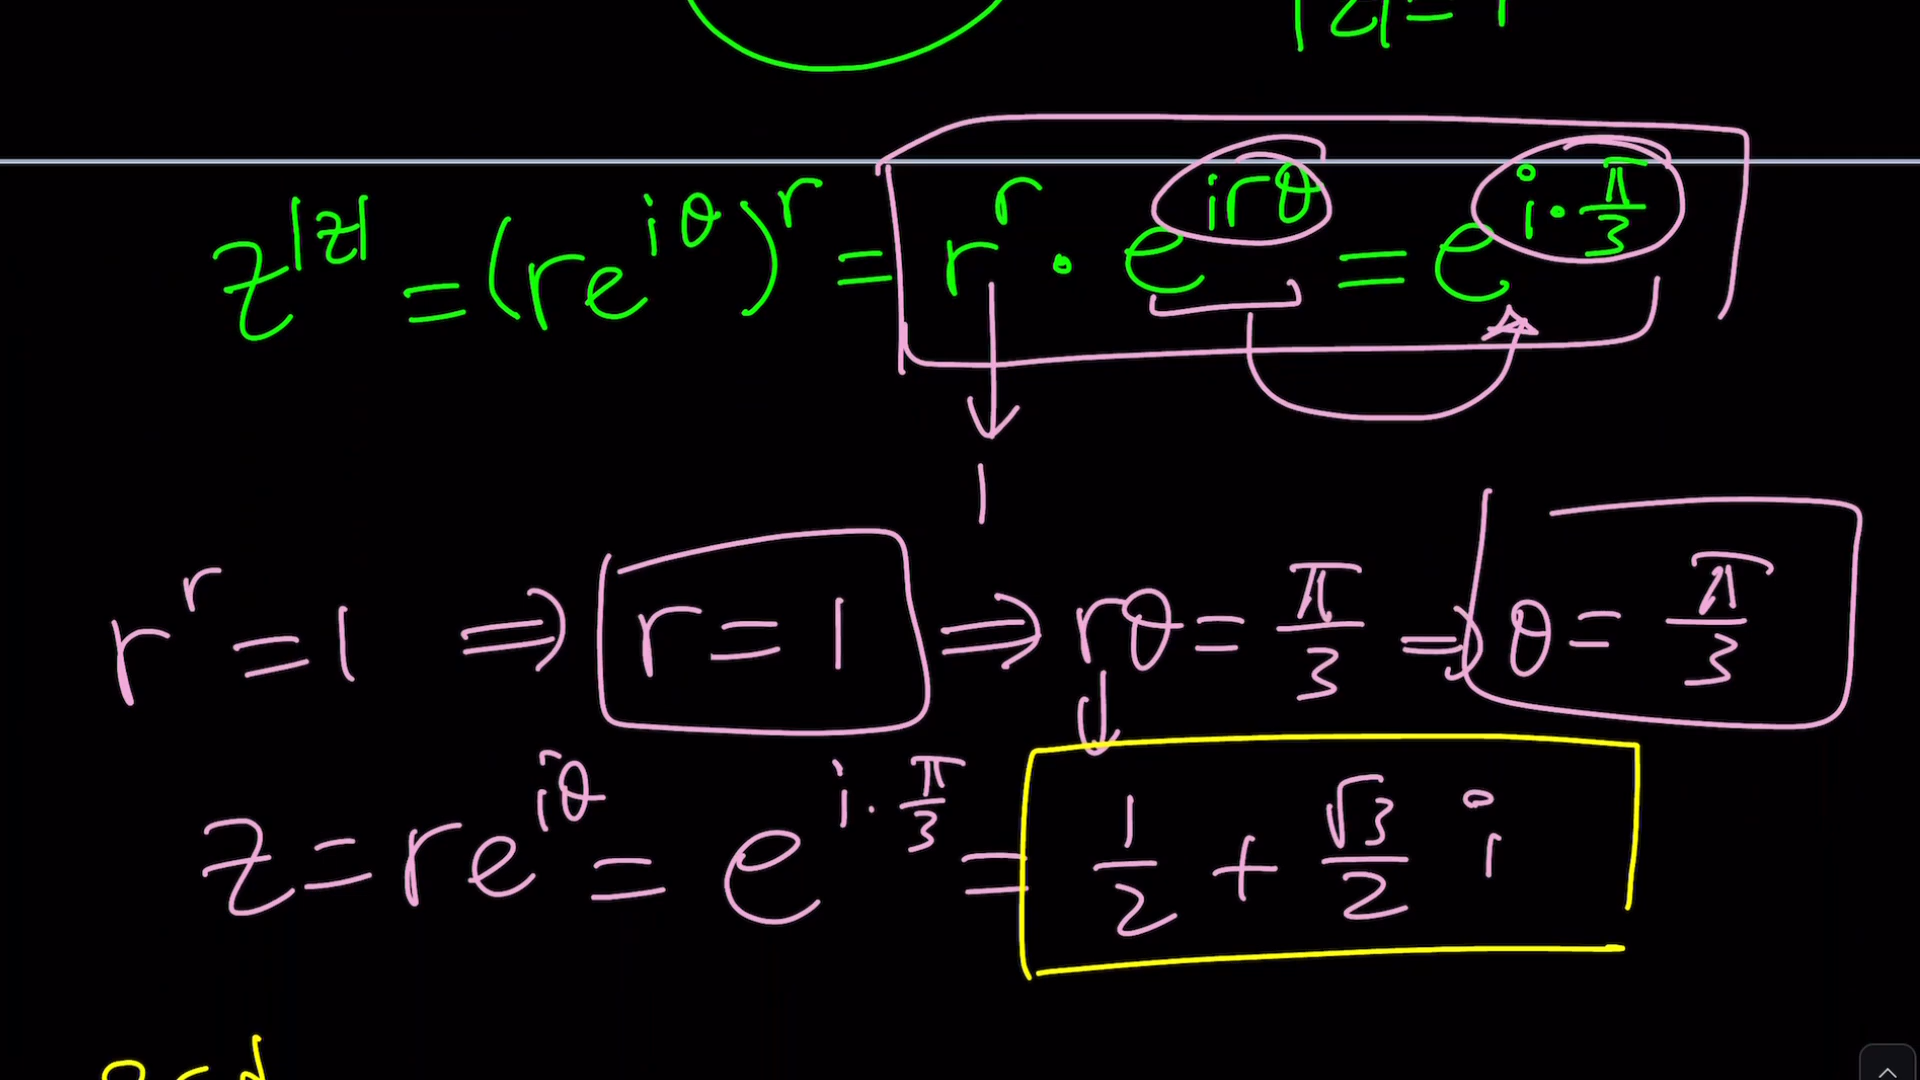 |z| = 1
z^|z| = (re^iθ)^r = r^r · e^irθ = e^i·π/3
1
r^r = 1 ⇒ r = 1 ⇒ rθ = π/3 ⇒ θ = π/3
z = re^iθ = e^i·π/3 = 1/2 + √3/2 i